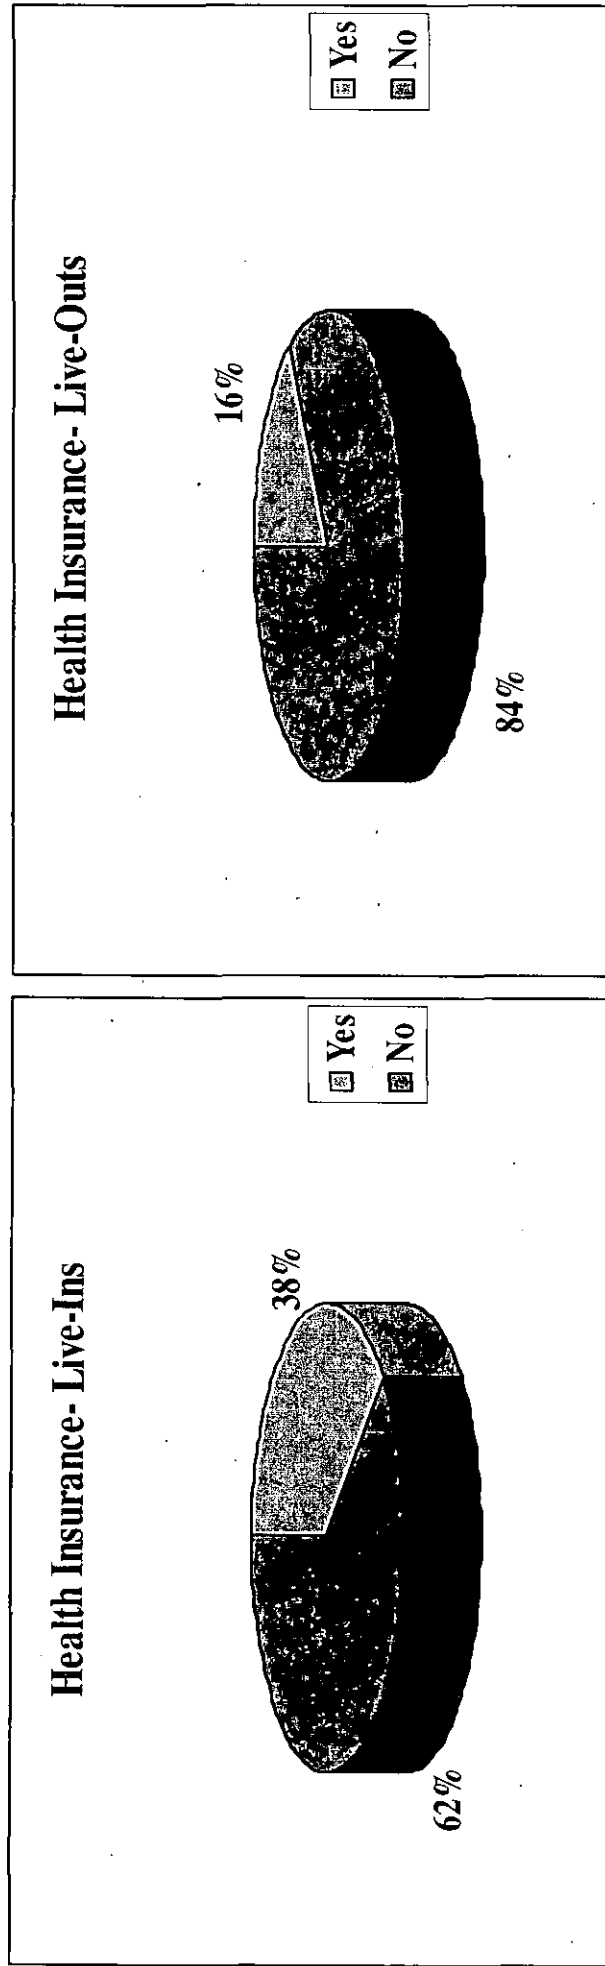 Health Insurance- Live-Ins
38%
62%
Yes
No
Health Insurance- Live-Outs
16%
84%
Yes
No